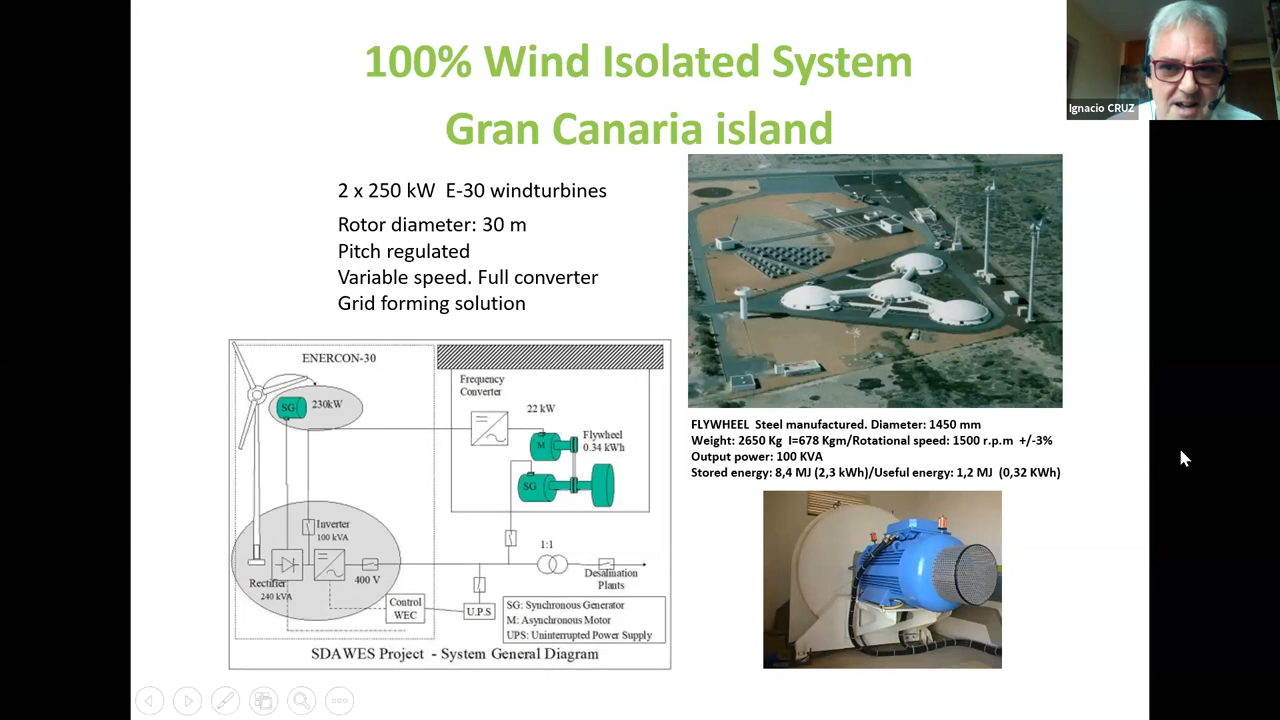 100% Wind Isolated System
Gran Canaria island
Ignacio CRUZ
2 x 250 kW  E-30 windturbines
Rotor diameter: 30 m
Pitch regulated
Variable speed. Full converter
Grid forming solution
ENERCON-30
SG
230kW
Frequency
Converter
22 kW
M
Flywheel
0.34 kWh
SG
Inverter
100 kVA
1:1
Rectifier
240 kVA
400 V
Desalination
Plants
Control
WEC
U.P.S
SG: Synchronous Generator
M: Asynchronous Motor
UPS: Uninterrupted Power Supply
SDAWES Project - System General Diagram
FLYWHEEL  Steel manufactured. Diameter: 1450 mm
Weight: 2650 Kg  I=678 Kgm/Rotational speed: 1500 r.p.m  +/-3%
Output power: 100 KVA
Stored energy: 8,4 MJ (2,3 kWh)/Useful energy: 1,2 MJ  (0,32 KWh)